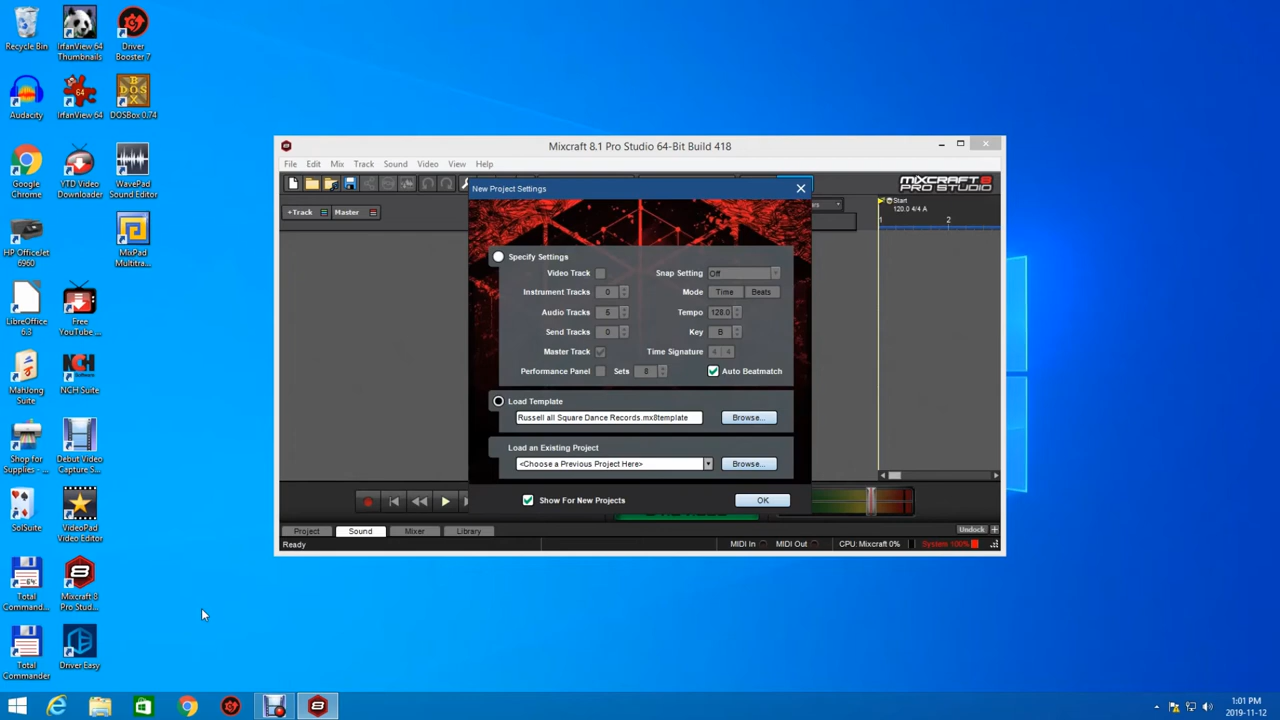 Recycle Bin
IrfanView 64 Thumbnails
Driver Booster 7
Audacity
IrfanView 64
DOSBox 0.74
Google Chrome
YTD Video Downloader
WavePad Sound Editor
HP OfficeJet 6960
MixPad Multitra...
LibreOffice 6.3
Free YouTube ...
MahJong Suite
NCH Suite
Shop for Supplies - ...
Debut Video Capture S...
SolSuite
VideoPad Video Editor
Total Command...
Mixcraft 8 Pro Stud...
Total Commander
Driver Easy
Mixcraft 8.1 Pro Studio 64-Bit Build 418
File Edit Mix Track Sound Video View Help
MIXCRAFT 8
PRO STUDIO
+Track Master
Start
120.0 4/4 A
1 2
New Project Settings
Specify Settings
Video Track Snap Setting Off
Instrument Tracks 0 Mode Time Beats
Audio Tracks 5 Tempo 128.0
Send Tracks 0 Key B
Master Track Time Signature 4 4
Performance Panel Sets 8 Auto Beatmatch
Load Template
Russell all Square Dance Records.mx8template Browse...
Load an Existing Project
<Choose a Previous Project Here> Browse...
Show For New Projects OK
Project Sound Mixer Library Undock
Ready MIDI In MIDI Out CPU: Mixcraft 0% System 100%
1:01 PM
2019-11-12